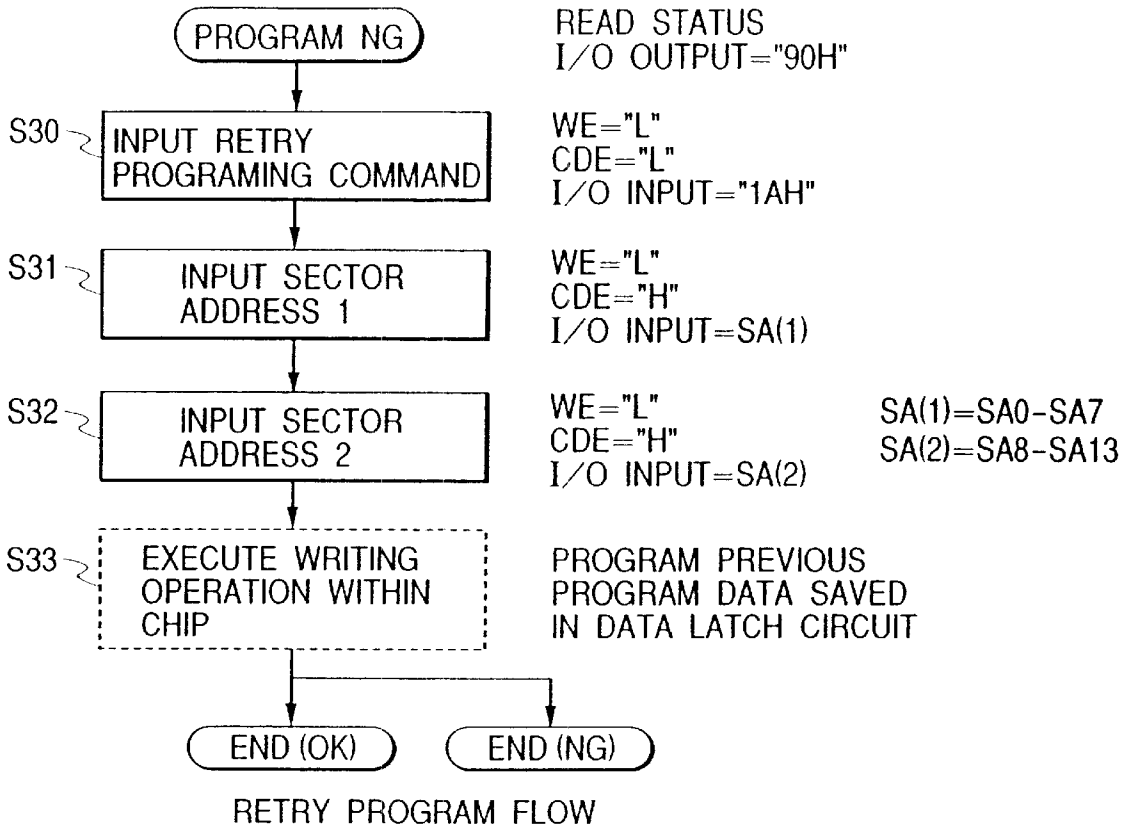 PROGRAM NG
READ STATUS
I/O OUTPUT="90H"
S30
INPUT RETRY
PROGRAMING COMMAND
WE="L"
CDE="L"
I/O INPUT="1AH"
S31
INPUT SECTOR
ADDRESS 1
WE="L"
CDE="H"
I/O INPUT=SA(1)
S32
INPUT SECTOR
ADDRESS 2
WE="L"
CDE="H"
I/O INPUT=SA(2)
SA(1)=SA0-SA7
SA(2)=SA8-SA13
S33
EXECUTE WRITING
OPERATION WITHIN
CHIP
PROGRAM PREVIOUS
PROGRAM DATA SAVED
IN DATA LATCH CIRCUIT
END (OK)
END (NG)
RETRY PROGRAM FLOW